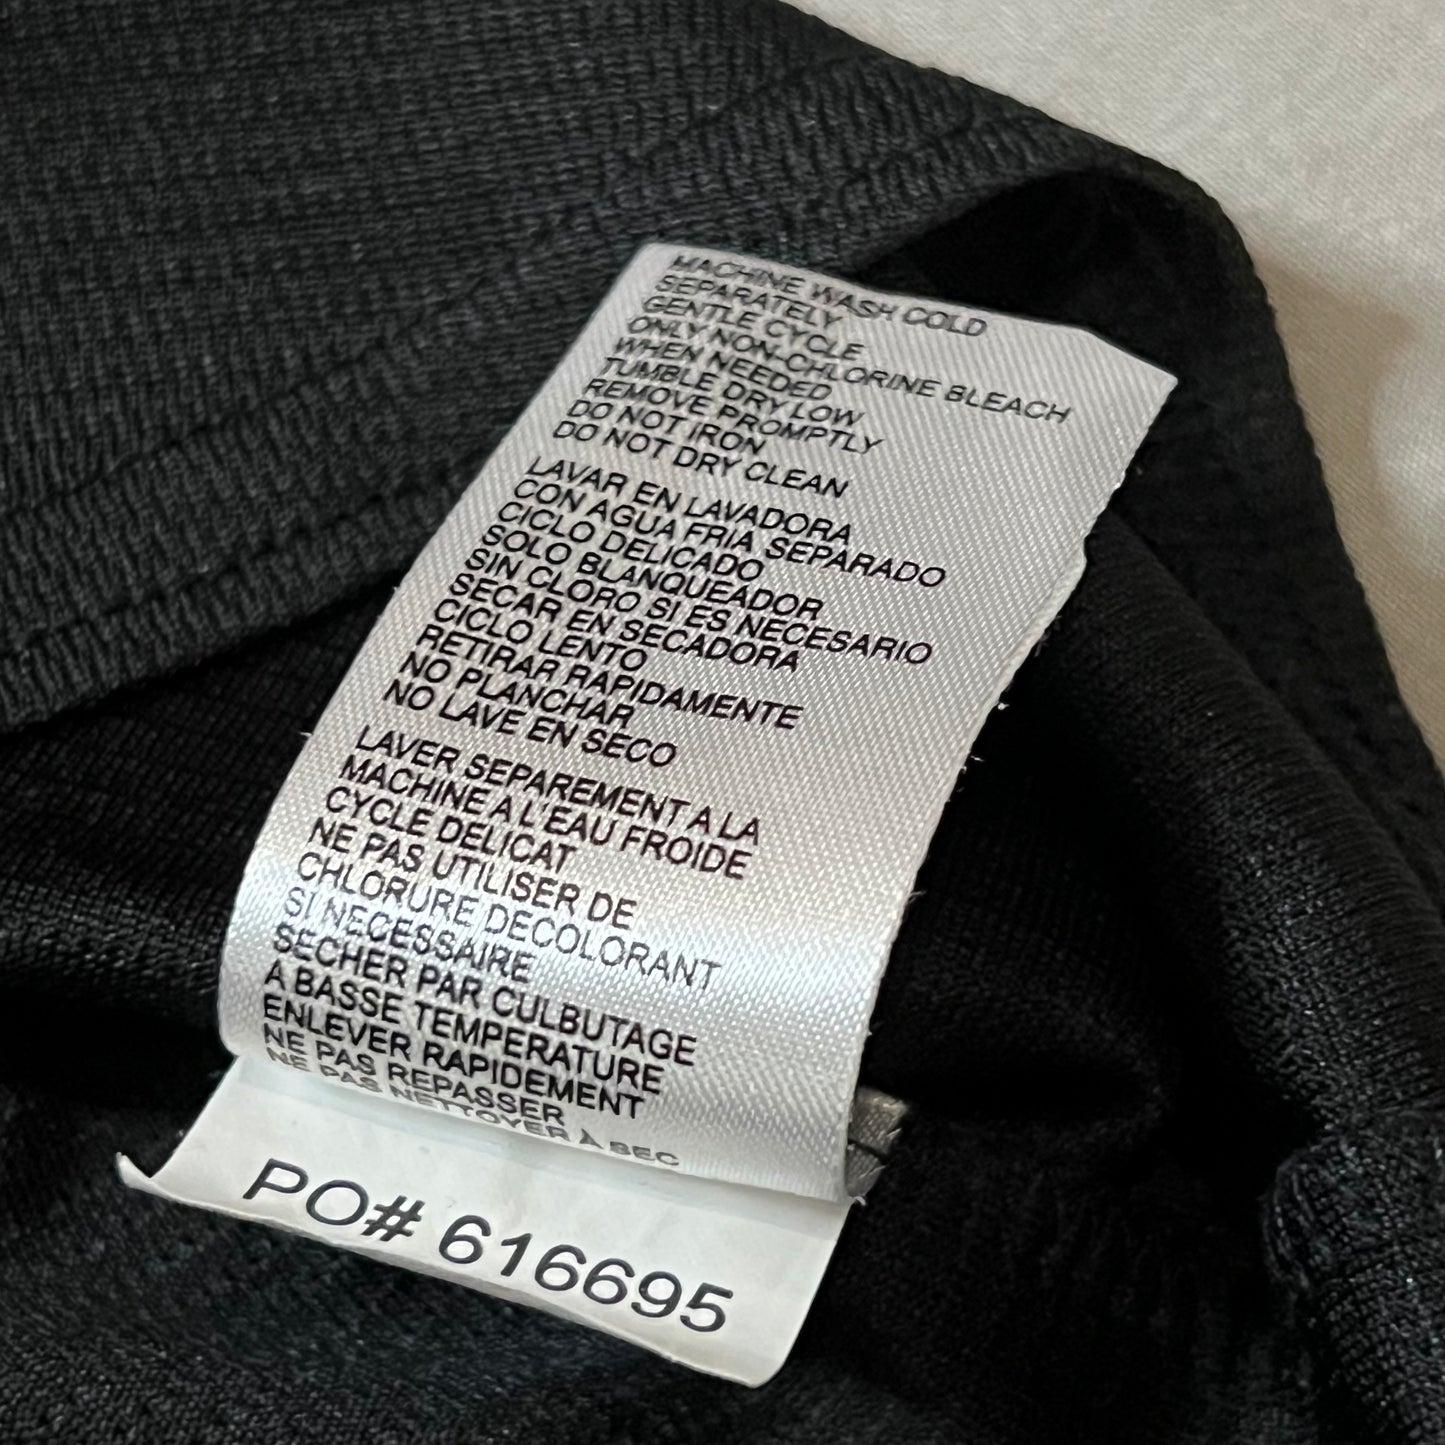 MACHINE WASH COLD
SEPARATELY
GENTLE CYCLE
ONLY NON-CHLORINE BLEACH
WHEN NEEDED
TUMBLE DRY LOW
REMOVE PROMPTLY
DO NOT IRON
DO NOT DRY CLEAN
LAVAR EN LAVADORA
CON AGUA FRIA SEPARADO
CICLO DELICADO
SOLO BLANQUEADOR
SIN CLORO SI ES NECESARIO
SECAR EN SECADORA
CICLO LENTO
RETIRAR RAPIDAMENTE
NO PLANCHAR
NO LAVE EN SECO
LAVER SEPAREMENT A LA
MACHINE A L'EAU FROIDE
CYCLE DELICAT
NE PAS UTILISER DE
CHLORURE DECOLORANT
SI NECESSAIRE
SECHER PAR CULBUTAGE
A BASSE TEMPERATURE
ENLEVER RAPIDEMENT
NE PAS REPASSER
NE PAS NETTOYER À SEC
PO# 616695